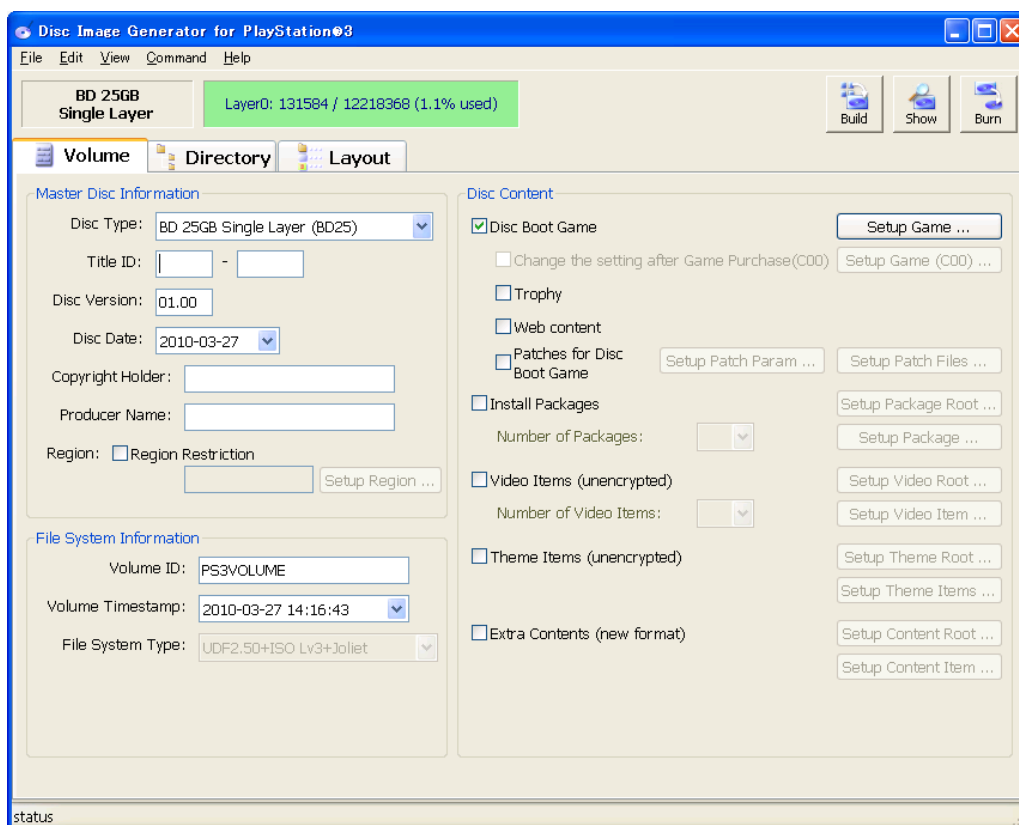 Disc Image Generator for PlayStation®3
File Edit View Command Help
BD 25GB
Single Layer
Layer0: 131584 / 12218368 (1.1% used)
Build Show Burn
Volume Directory Layout
Master Disc Information
Disc Type: BD 25GB Single Layer (BD25)
Title ID: -
Disc Version: 01.00
Disc Date: 2010-03-27
Copyright Holder:
Producer Name:
Region: Region Restriction
Setup Region ...
File System Information
Volume ID: PS3VOLUME
Volume Timestamp: 2010-03-27 14:16:43
File System Type: UDF2.50+ISO Lv3+Joliet
Disc Content
Disc Boot Game Setup Game ...
Change the setting after Game Purchase(C00) Setup Game (C00) ...
Trophy
Web content
Patches for Disc
Boot Game
Setup Patch Param ... Setup Patch Files ...
Install Packages Setup Package Root ...
Number of Packages: Setup Package ...
Video Items (unencrypted) Setup Video Root ...
Number of Video Items: Setup Video Item ...
Theme Items (unencrypted) Setup Theme Root ...
Setup Theme Items ...
Extra Contents (new format) Setup Content Root ...
Setup Content Item ...
status